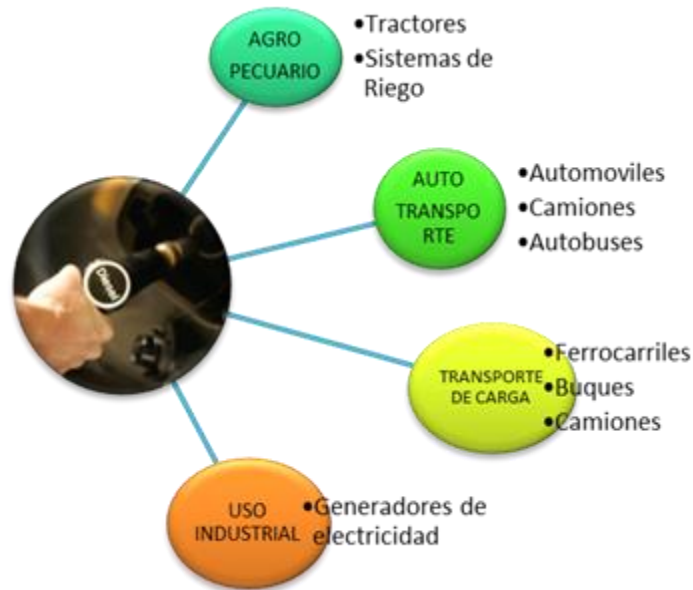 AGRO
PECUARIO
•Tractores
•Sistemas de
Riego
AUTO
TRANSPO
RTE
•Automoviles
•Camiones
•Autobuses
Diesel
TRANSPORTE
DE CARGA
•Ferrocarriles
•Buques
•Camiones
USO
INDUSTRIAL
•Generadores de
electricidad